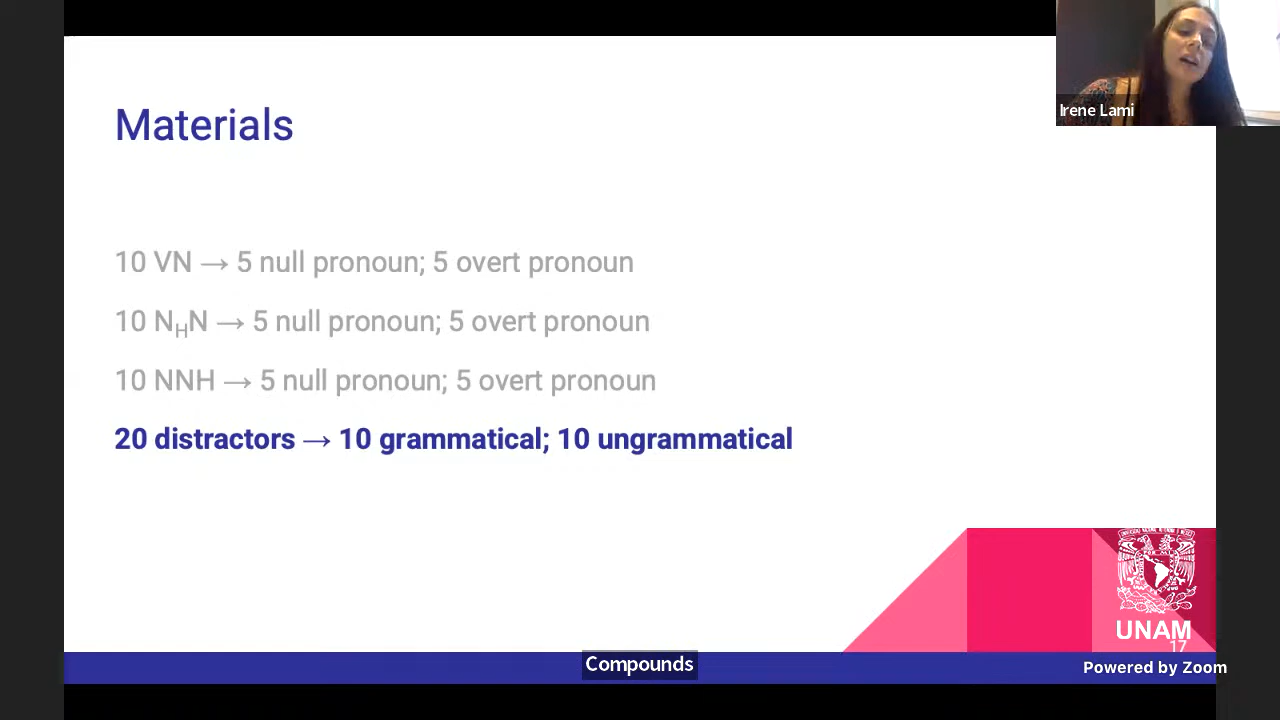 Irene Lami
Materials
10 VN → 5 null pronoun; 5 overt pronoun
10 NHN → 5 null pronoun; 5 overt pronoun
10 NNH → 5 null pronoun; 5 overt pronoun
20 distractors → 10 grammatical; 10 ungrammatical
UNAM
17
Compounds
Powered by Zoom